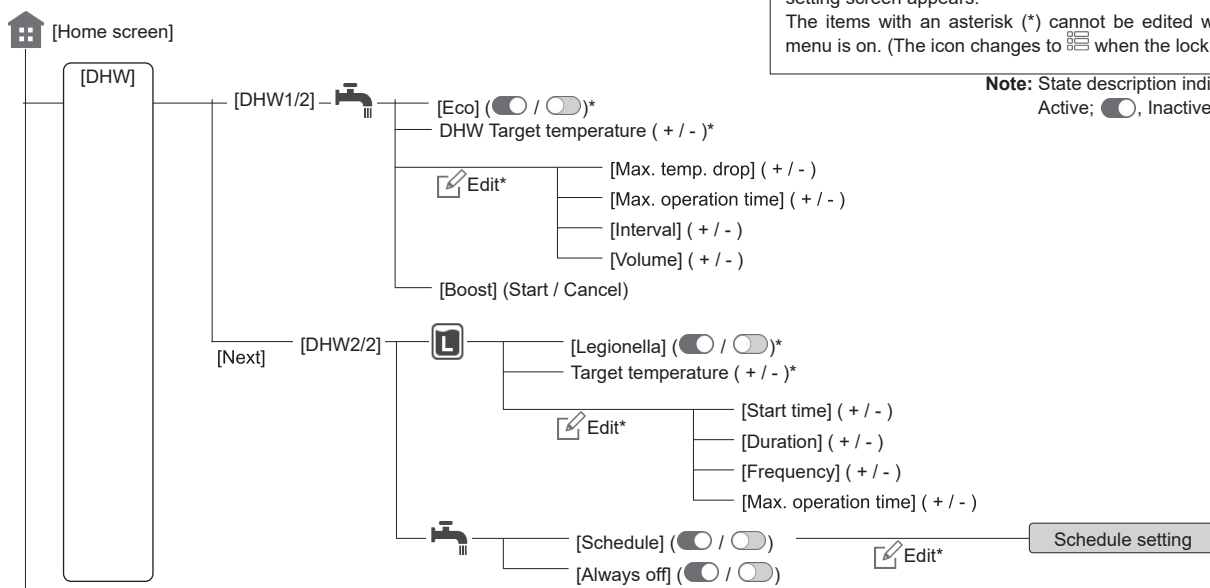 setting screen appears.
The items with an asterisk (*) cannot be edited
menu is on. (The icon changes to when the lock
Note: State description
Active; , Inactive
[Home screen]
[DHW]
[DHW1/2]
[Eco] ( / )*
DHW Target temperature ( + / - )*
Edit*
[Max. temp. drop] ( + / - )
[Max. operation time] ( + / - )
[Interval] ( + / - )
[Volume] ( + / - )
[Boost] (Start / Cancel)
[Next]
[DHW2/2]
L
[Legionella] ( / )*
Target temperature ( + / - )*
Edit*
[Start time] ( + / - )
[Duration] ( + / - )
[Frequency] ( + / - )
[Max. operation time] ( + / - )
[Schedule] ( / )
Edit*
Schedule setting
[Always off] ( / )